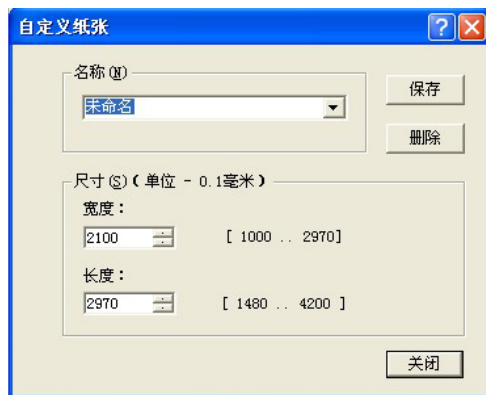 自定义纸张
名称(N)
未命名
保存
删除
尺寸(S)(单位 - 0.1毫米)
宽度:
2100 [ 1000 .. 2970]
长度:
2970 [ 1480 .. 4200 ]
关闭